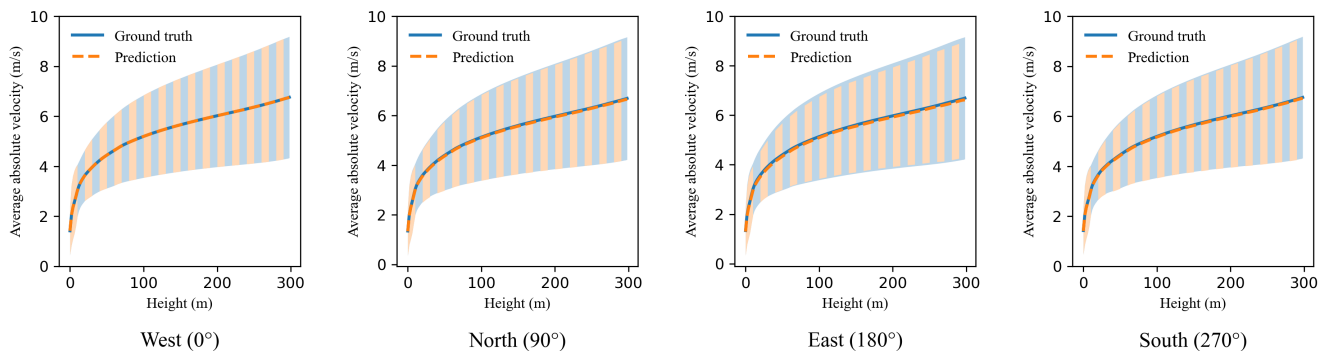 Average absolute velocity (m/s)
10
8
6
4
2
0
Ground truth
Prediction
0
100
200
300
Height (m)
West (0°)
Average absolute velocity (m/s)
10
8
6
4
2
0
Ground truth
Prediction
0
100
200
300
Height (m)
North (90°)
Average absolute velocity (m/s)
10
8
6
4
2
0
Ground truth
Prediction
0
100
200
300
Height (m)
East (180°)
Average absolute velocity (m/s)
10
8
6
4
2
0
Ground truth
Prediction
0
100
200
300
Height (m)
South (270°)